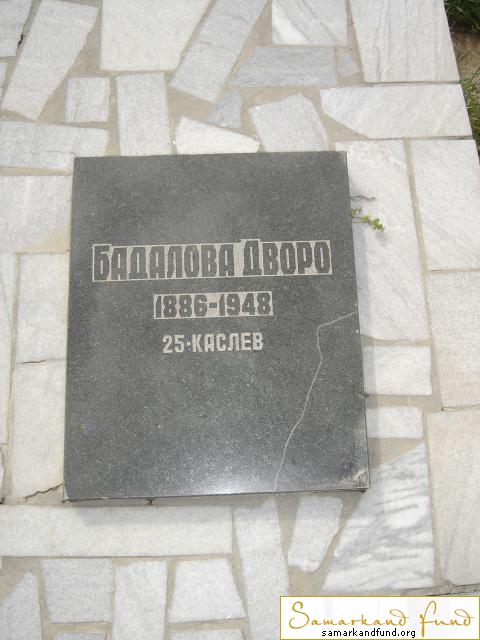 БАДАЛОВА ДВОРО
1886-1948
25·КАСЛЕВ
Samarkand Fund
samarkandfund.org